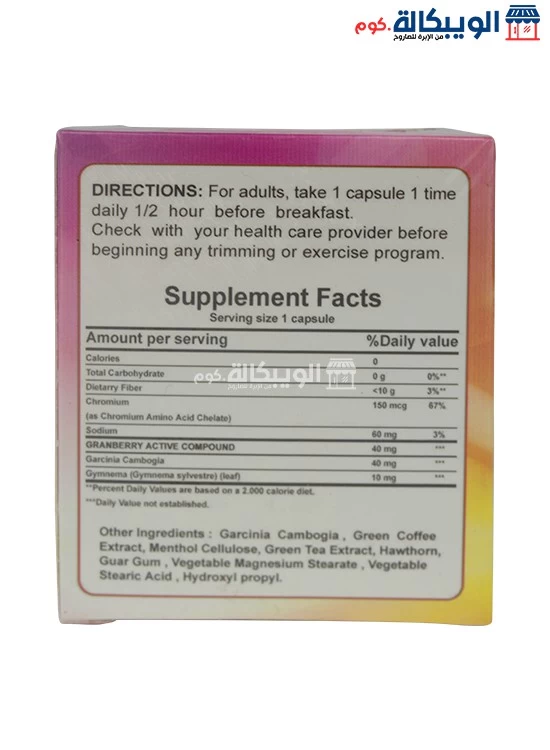 الويبكالة.كوم
من الإبرة للصاروخ
DIRECTIONS: For adults, take 1 capsule 1 time
daily 1/2 hour before breakfast.
Check with your health care provider before
beginning any trimming or exercise program.
Supplement Facts
Serving size 1 capsule
Amount per serving %Daily value
Calories 0
Total Carbohydrate 0 g 0%**
الويبكالة.كوم
من الإبرة للصاروخ
Dietarry Fiber <10 g 3%**
Chromium 150 mcg 67%
(as Chromium Amino Acid Chelate)
Sodium 60 mg 3%
GRANBERRY ACTIVE COMPOUND 40 mg ***
Garcinia Cambogia 40 mg ***
Gymnema (Gymnema sylvestre) (leaf) 10 mg ***
**Percent Daily Values are based on a 2.000 calorie diet.
***Daily Value not established.
Other Ingredients : Garcinia Cambogia , Green Coffee
Extract, Menthol Cellulose, Green Tea Extract, Hawthorn,
Guar Gum , Vegetable Magnesium Stearate , Vegetable
Stearic Acid , Hydroxyl propyl.